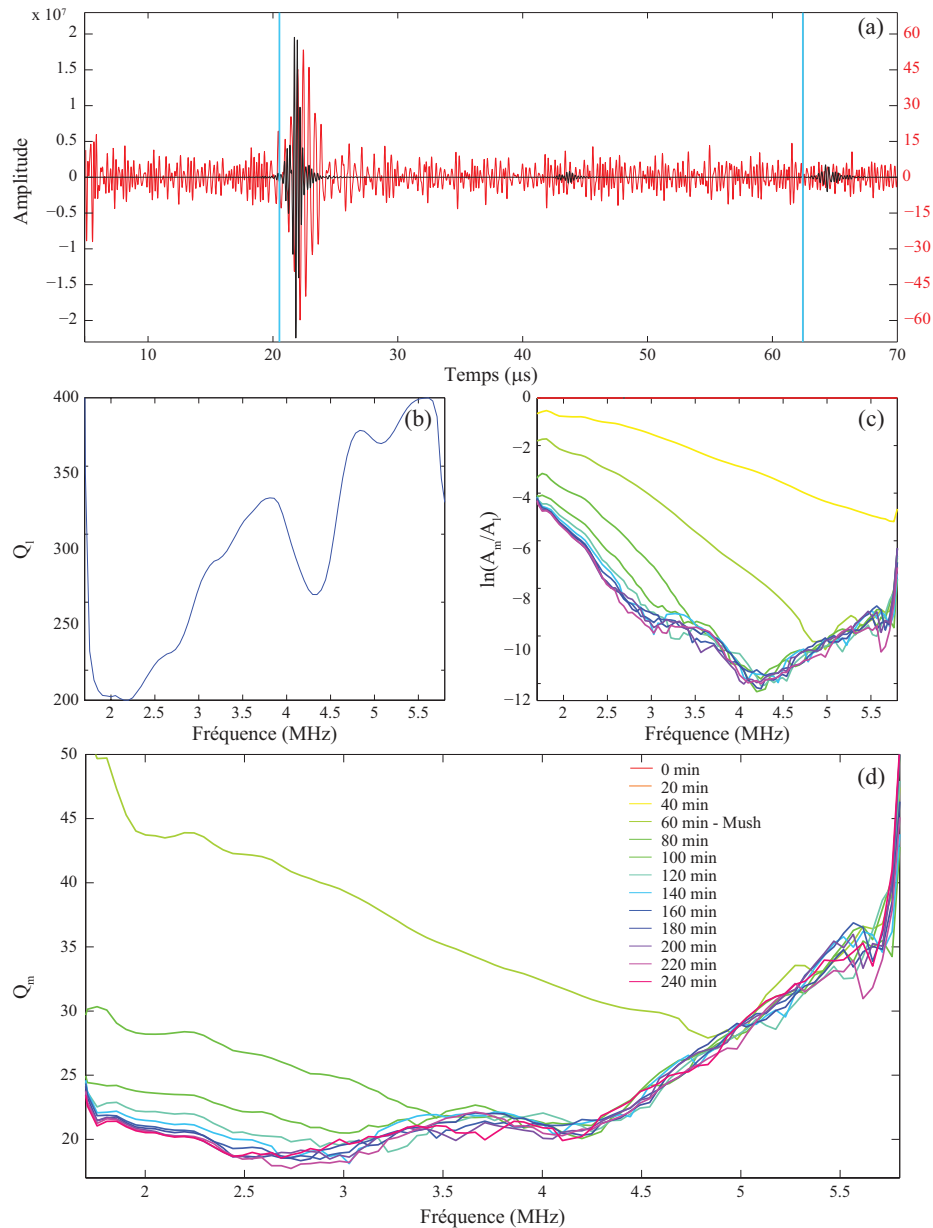 x 10⁷
(a)
2
1.5
1
0.5
0
−0.5
−1
−1.5
−2
Amplitude
60
45
30
15
0
−15
−30
−45
−60
10 20 30 40 50 60 70
Temps (μs)
(b)
400
350
300
250
200
Q_l
2 2.5 3 3.5 4 4.5 5 5.5
Fréquence (MHz)
(c)
0
−2
−4
−6
−8
−10
−12
ln(A_m/A_l)
2 2.5 3 3.5 4 4.5 5 5.5
Fréquence (MHz)
(d)
50
45
40
35
30
25
20
Q_m
0 min
20 min
40 min
60 min - Mush
80 min
100 min
120 min
140 min
160 min
180 min
200 min
220 min
240 min
2 2.5 3 3.5 4 4.5 5 5.5
Fréquence (MHz)